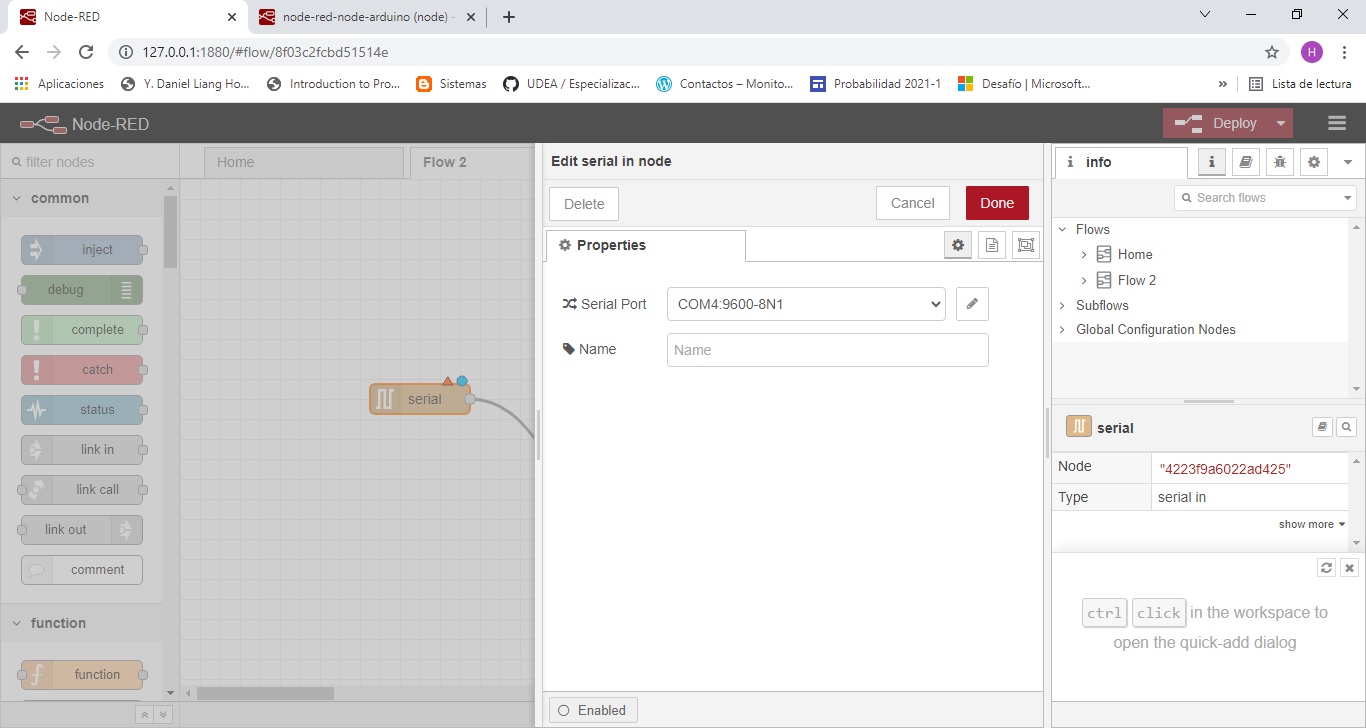 Node-RED
node-red-node-arduino (node) -
127.0.0.1:1880/#flow/8f03c2fcbd51514e
H
Aplicaciones
Y. Daniel Liang Ho...
Introduction to Pro...
Sistemas
UDEA / Especializac...
Contactos – Monito...
Probabilidad 2021-1
Desafío | Microsoft...
»
Lista de lectura
Node-RED
Deploy
filter nodes
Home
Flow 2
Edit serial in node
info
common
Delete
Cancel
Done
Search flows
inject
debug
complete
catch
status
link in
link call
link out
comment
function
function
serial
Properties
Serial Port
COM4:9600-8N1
Name
Name
Enabled
Flows
Home
Flow 2
Subflows
Global Configuration Nodes
serial
Node
"4223f9a6022ad425"
Type
serial in
show more
ctrl click in the workspace to
open the quick-add dialog